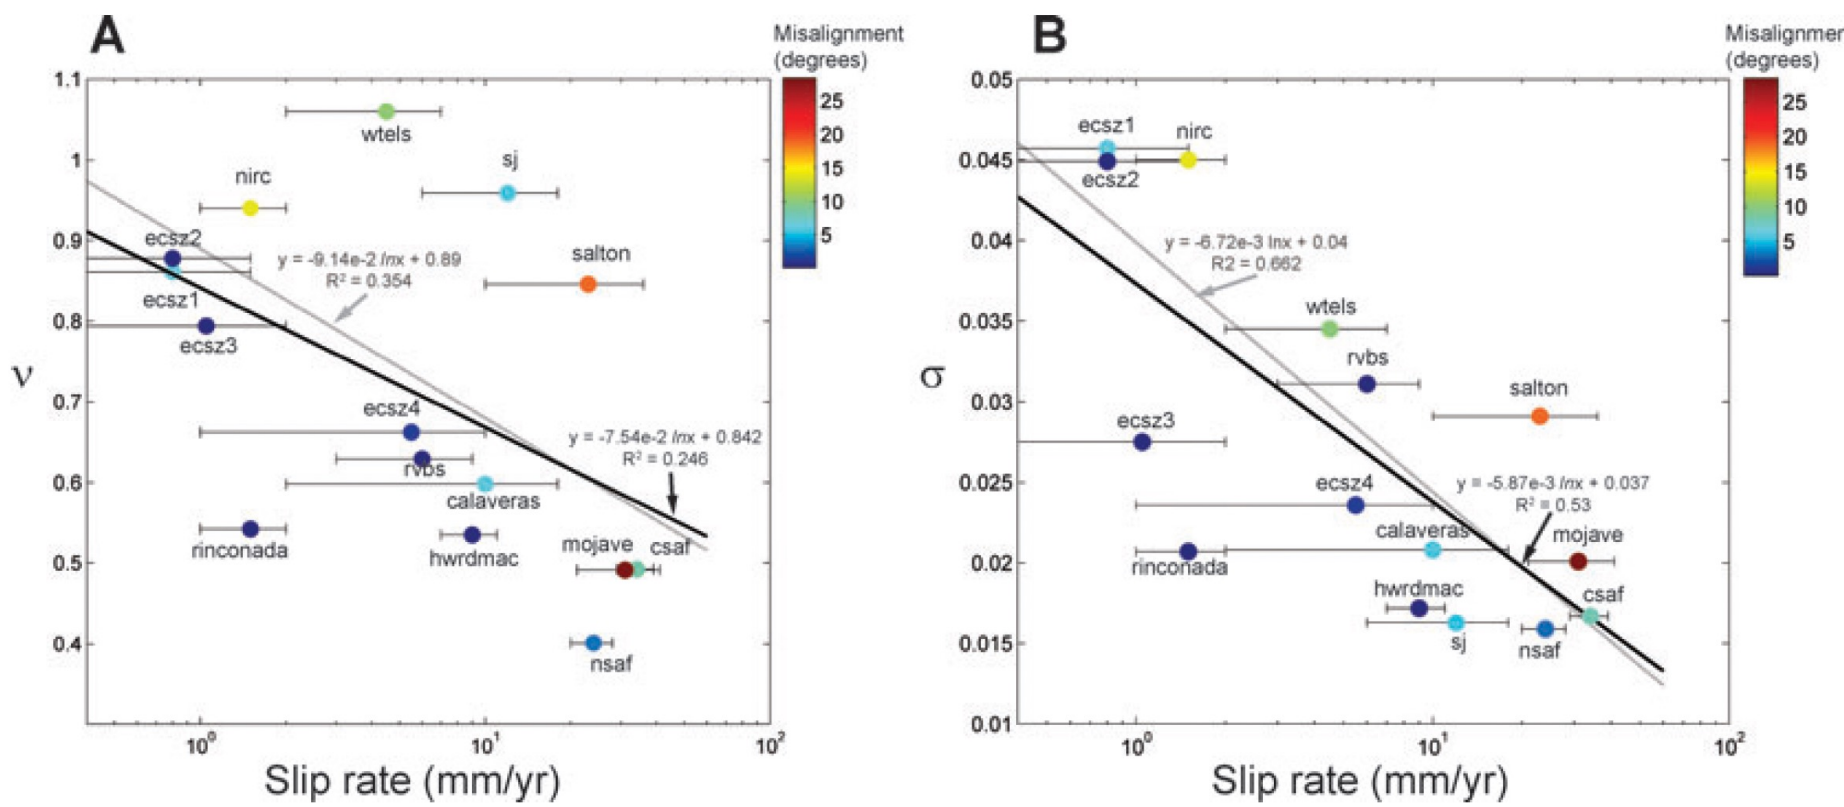 A
Misalignment
(degrees)
1.1
1
0.9
0.8
0.7
0.6
0.5
0.4
ν
25
20
15
10
5
wtels
sj
nirc
ecsz2
salton
y = -9.14e-2 lnx + 0.89
R² = 0.354
ecsz1
ecsz3
ecsz4
y = -7.54e-2 lnx + 0.842
R² = 0.246
rvbs
calaveras
rinconada
hwrdmac
mojave
csaf
nsaf
10⁰
10¹
10²
Slip rate (mm/yr)
B
Misalignmer
(degrees)
0.05
0.045
0.04
0.035
0.03
0.025
0.02
0.015
0.01
σ
25
20
15
10
5
ecsz1
nirc
ecsz2
y = -6.72e-3 lnx + 0.04
R2 = 0.662
wtels
rvbs
salton
ecsz3
ecsz4
y = -5.87e-3 lnx + 0.037
R² = 0.53
calaveras
mojave
rinconada
hwrdmac
csaf
sj
nsaf
10⁰
10¹
10²
Slip rate (mm/yr)